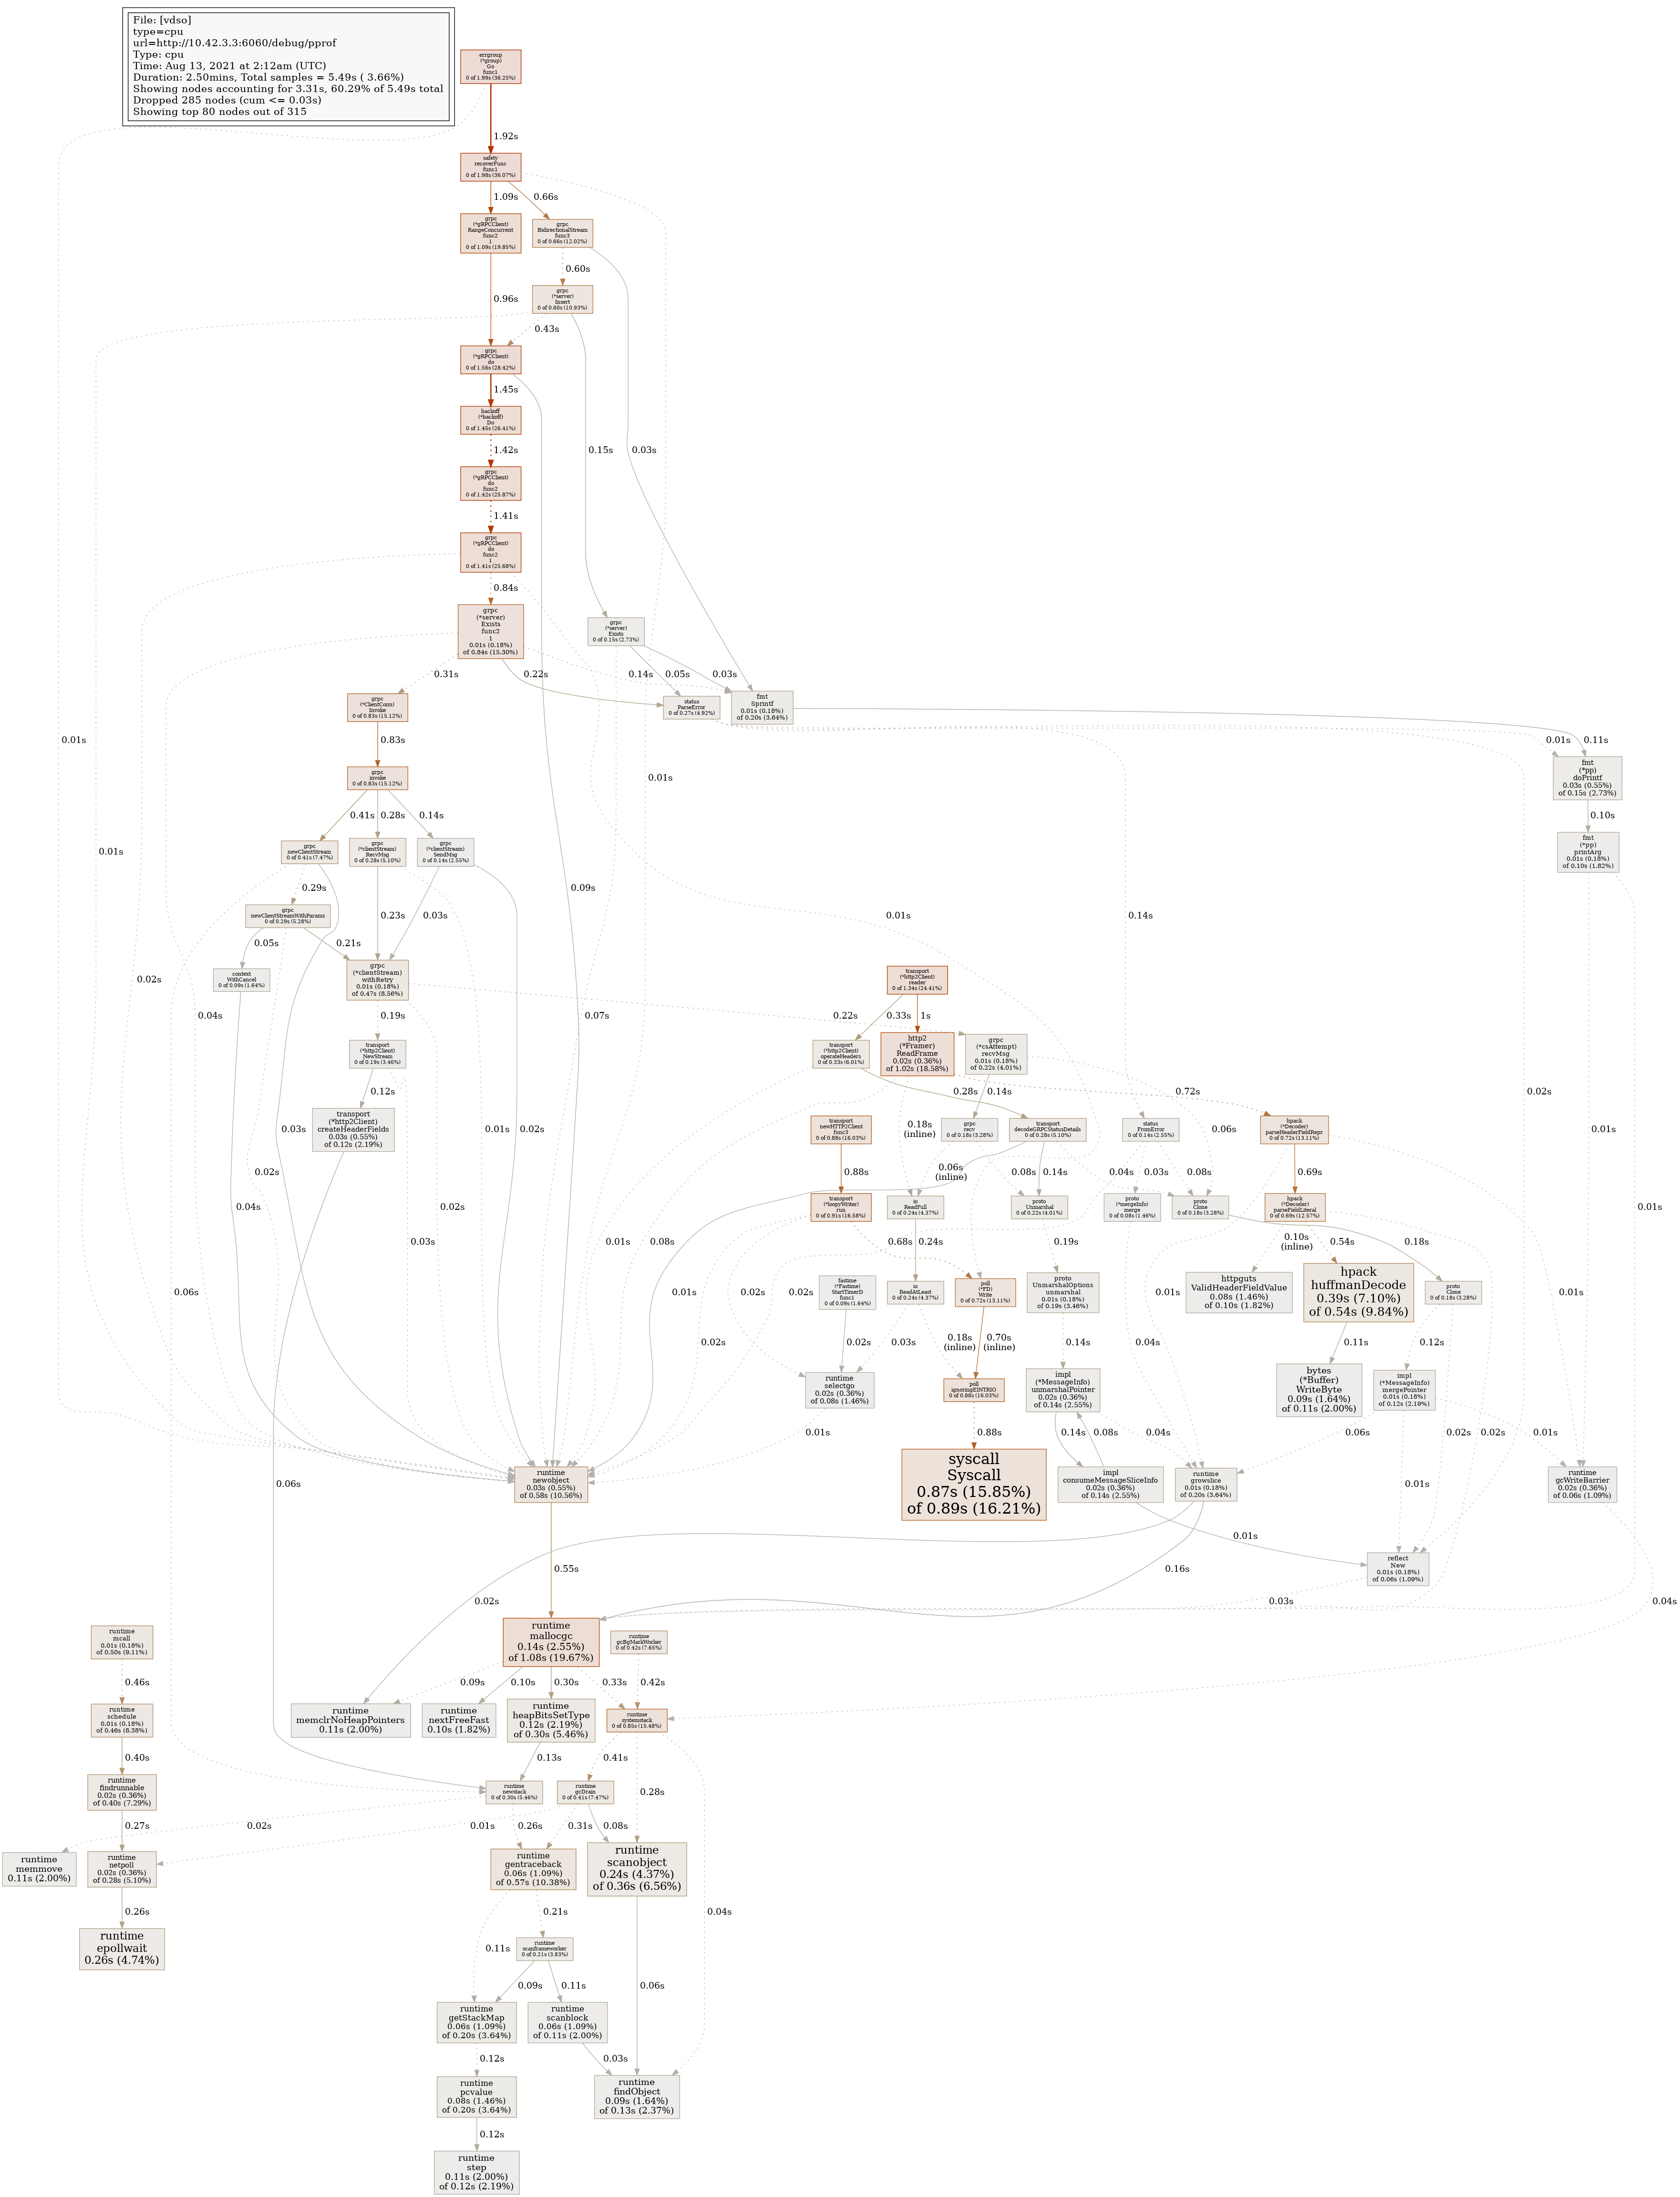 File: [vdso]
type=cpu
url=http://10.42.3.3:6060/debug/pprof
Type: cpu
Time: Aug 13, 2021 at 2:12am (UTC)
Duration: 2.50mins, Total samples = 5.49s ( 3.66%)
Showing nodes accounting for 3.31s, 60.29% of 5.49s total
Dropped 285 nodes (cum <= 0.03s)
Showing top 80 nodes out of 315
errgroup
(*group)
Go
func1
0 of 1.99s (36.25%)
1.92s
safety
recoverFunc
func1
0 of 1.98s (36.07%)
1.09s
0.66s
grpc
(*gRPCClient)
RangeConcurrent
func2
1
0 of 1.09s (19.85%)
grpc
BidirectionalStream
func3
0 of 0.66s (12.02%)
0.60s
grpc
(*server)
Insert
0 of 0.60s (10.93%)
0.96s
0.43s
grpc
(*gRPCClient)
do
0 of 1.56s (28.42%)
1.45s
backoff
(*backoff)
Do
0 of 1.45s (26.41%)
0.15s
0.03s
1.42s
grpc
(*gRPCClient)
do
func2
0 of 1.42s (25.87%)
1.41s
grpc
(*gRPCClient)
do
func2
1
0 of 1.41s (25.68%)
0.84s
grpc
(*server)
Exists
func2
1
0.01s (0.18%)
of 0.84s (15.30%)
grpc
(*server)
Exists
0 of 0.15s (2.73%)
0.31s
0.22s
0.14s
0.05s
0.03s
grpc
(*ClientConn)
Invoke
0 of 0.83s (15.12%)
status
ParseError
0 of 0.27s (4.92%)
fmt
Sprintf
0.01s (0.18%)
of 0.20s (3.64%)
0.01s
0.83s
0.01s
0.11s
grpc
invoke
0 of 0.83s (15.12%)
0.01s
fmt
(*pp)
doPrintf
0.03s (0.55%)
of 0.15s (2.73%)
0.41s
0.28s
0.14s
0.10s
grpc
newClientStream
0 of 0.41s (7.47%)
grpc
(*clientStream)
RecvMsg
0 of 0.28s (5.10%)
grpc
(*clientStream)
SendMsg
0 of 0.14s (2.55%)
0.01s
fmt
(*pp)
printArg
0.01s (0.18%)
of 0.10s (1.82%)
0.29s
grpc
newClientStreamWithParams
0 of 0.29s (5.28%)
0.23s
0.03s
0.09s
0.01s
0.14s
0.05s
0.21s
context
WithCancel
0 of 0.09s (1.64%)
grpc
(*clientStream)
withRetry
0.01s (0.18%)
of 0.47s (8.56%)
transport
(*http2Client)
reader
0 of 1.34s (24.41%)
0.02s
0.04s
0.07s
0.02s
0.19s
0.22s
0.33s
1s
transport
(*http2Client)
NewStream
0 of 0.19s (3.46%)
transport
(*http2Client)
operateHeaders
0 of 0.33s (6.01%)
http2
(*Framer)
ReadFrame
0.02s (0.36%)
of 1.02s (18.58%)
grpc
(*csAttempt)
recvMsg
0.01s (0.18%)
of 0.22s (4.01%)
0.12s
0.28s
0.14s
0.72s
transport
(*http2Client)
createHeaderFields
0.03s (0.55%)
of 0.12s (2.19%)
0.03s
0.01s
0.02s
transport
newHTTP2Client
func3
0 of 0.88s (16.03%)
0.18s
(inline)
grpc
recv
0 of 0.18s (3.28%)
transport
decodeGRPCStatusDetails
0 of 0.28s (5.10%)
status
FromError
0 of 0.14s (2.55%)
0.06s
hpack
(*Decoder)
parseHeaderFieldRepr
0 of 0.72s (13.11%)
0.01s
0.02s
0.88s
0.06s
(inline)
0.08s
0.14s
0.04s
0.03s
0.08s
0.69s
0.04s
transport
(*loopyWriter)
run
0 of 0.91s (16.58%)
io
ReadFull
0 of 0.24s (4.37%)
proto
Unmarshal
0 of 0.22s (4.01%)
proto
(*mergeInfo)
merge
0 of 0.08s (1.46%)
proto
Clone
0 of 0.18s (3.28%)
hpack
(*Decoder)
parseFieldLiteral
0 of 0.69s (12.57%)
0.01s
0.03s
0.01s
0.08s
0.68s
0.24s
0.19s
0.10s
(inline)
0.54s
0.18s
0.06s
0.01s
0.02s
0.02s
fastime
(*Fastime)
StartTimerD
func1
0 of 0.09s (1.64%)
io
ReadAtLeast
0 of 0.24s (4.37%)
poll
(*FD)
Write
0 of 0.72s (13.11%)
proto
UnmarshalOptions
unmarshal
0.01s (0.18%)
of 0.19s (3.46%)
0.01s
httpguts
ValidHeaderFieldValue
0.08s (1.46%)
of 0.10s (1.82%)
hpack
huffmanDecode
0.39s (7.10%)
of 0.54s (9.84%)
proto
Clone
0 of 0.18s (3.28%)
0.01s
0.02s
0.02s
0.03s
0.18s
(inline)
0.70s
(inline)
0.14s
0.04s
0.11s
0.12s
runtime
selectgo
0.02s (0.36%)
of 0.08s (1.46%)
poll
ignoringEINTRIO
0 of 0.88s (16.03%)
impl
(*MessageInfo)
unmarshalPointer
0.02s (0.36%)
of 0.14s (2.55%)
bytes
(*Buffer)
WriteByte
0.09s (1.64%)
of 0.11s (2.00%)
impl
(*MessageInfo)
mergePointer
0.01s (0.18%)
of 0.12s (2.19%)
0.01s
0.88s
0.14s
0.08s
0.04s
0.06s
0.02s
0.02s
0.01s
0.06s
runtime
newobject
0.03s (0.55%)
of 0.58s (10.56%)
syscall
Syscall
0.87s (15.85%)
of 0.89s (16.21%)
impl
consumeMessageSliceInfo
0.02s (0.36%)
of 0.14s (2.55%)
runtime
growslice
0.01s (0.18%)
of 0.20s (3.64%)
0.01s
runtime
gcWriteBarrier
0.02s (0.36%)
of 0.06s (1.09%)
0.01s
0.55s
0.16s
reflect
New
0.01s (0.18%)
of 0.06s (1.09%)
0.02s
0.03s
0.04s
runtime
mcall
0.01s (0.18%)
of 0.50s (9.11%)
runtime
mallocgc
0.14s (2.55%)
of 1.08s (19.67%)
runtime
gcBgMarkWorker
0 of 0.42s (7.65%)
0.46s
0.09s
0.10s
0.30s
0.33s
0.42s
runtime
schedule
0.01s (0.18%)
of 0.46s (8.38%)
runtime
memclrNoHeapPointers
0.11s (2.00%)
runtime
nextFreeFast
0.10s (1.82%)
runtime
heapBitsSetType
0.12s (2.19%)
of 0.30s (5.46%)
runtime
systemstack
0 of 0.85s (15.48%)
0.40s
0.13s
0.41s
runtime
findrunnable
0.02s (0.36%)
of 0.40s (7.29%)
runtime
newstack
0 of 0.30s (5.46%)
runtime
gcDrain
0 of 0.41s (7.47%)
0.28s
0.27s
0.02s
0.01s
0.26s
0.31s
0.08s
runtime
memmove
0.11s (2.00%)
runtime
netpoll
0.02s (0.36%)
of 0.28s (5.10%)
runtime
gentraceback
0.06s (1.09%)
of 0.57s (10.38%)
runtime
scanobject
0.24s (4.37%)
of 0.36s (6.56%)
0.26s
0.21s
0.04s
runtime
epollwait
0.26s (4.74%)
0.11s
runtime
scanframeworker
0 of 0.21s (3.83%)
0.09s
0.11s
0.06s
runtime
getStackMap
0.06s (1.09%)
of 0.20s (3.64%)
runtime
scanblock
0.06s (1.09%)
of 0.11s (2.00%)
0.12s
0.03s
runtime
pcvalue
0.08s (1.46%)
of 0.20s (3.64%)
runtime
findObject
0.09s (1.64%)
of 0.13s (2.37%)
0.12s
runtime
step
0.11s (2.00%)
of 0.12s (2.19%)